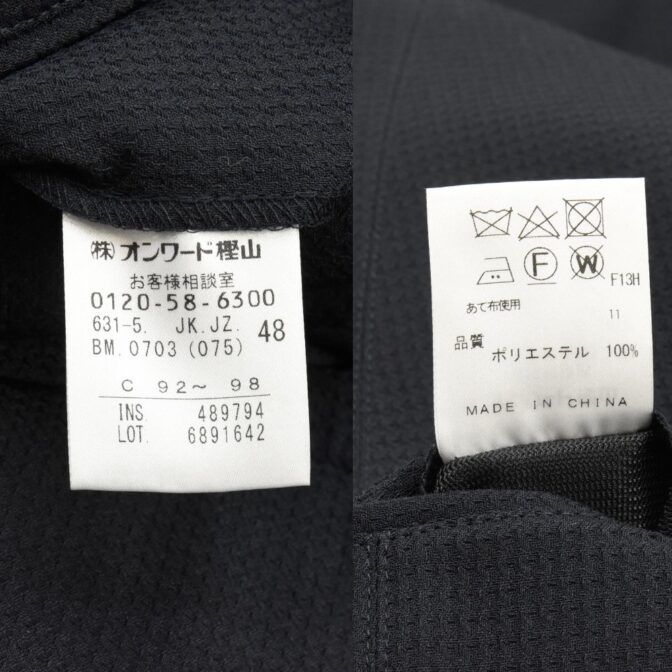 (株)オンワード樫山
お客様相談室
0120-58-6300
631-5. JK.JZ. 48
BM.0703 (075)
C 92～ 98
INS. 489794
LOT. 6891642
F W F13H
あて布使用 11
品質 ポリエステル 100%
MADE IN CHINA